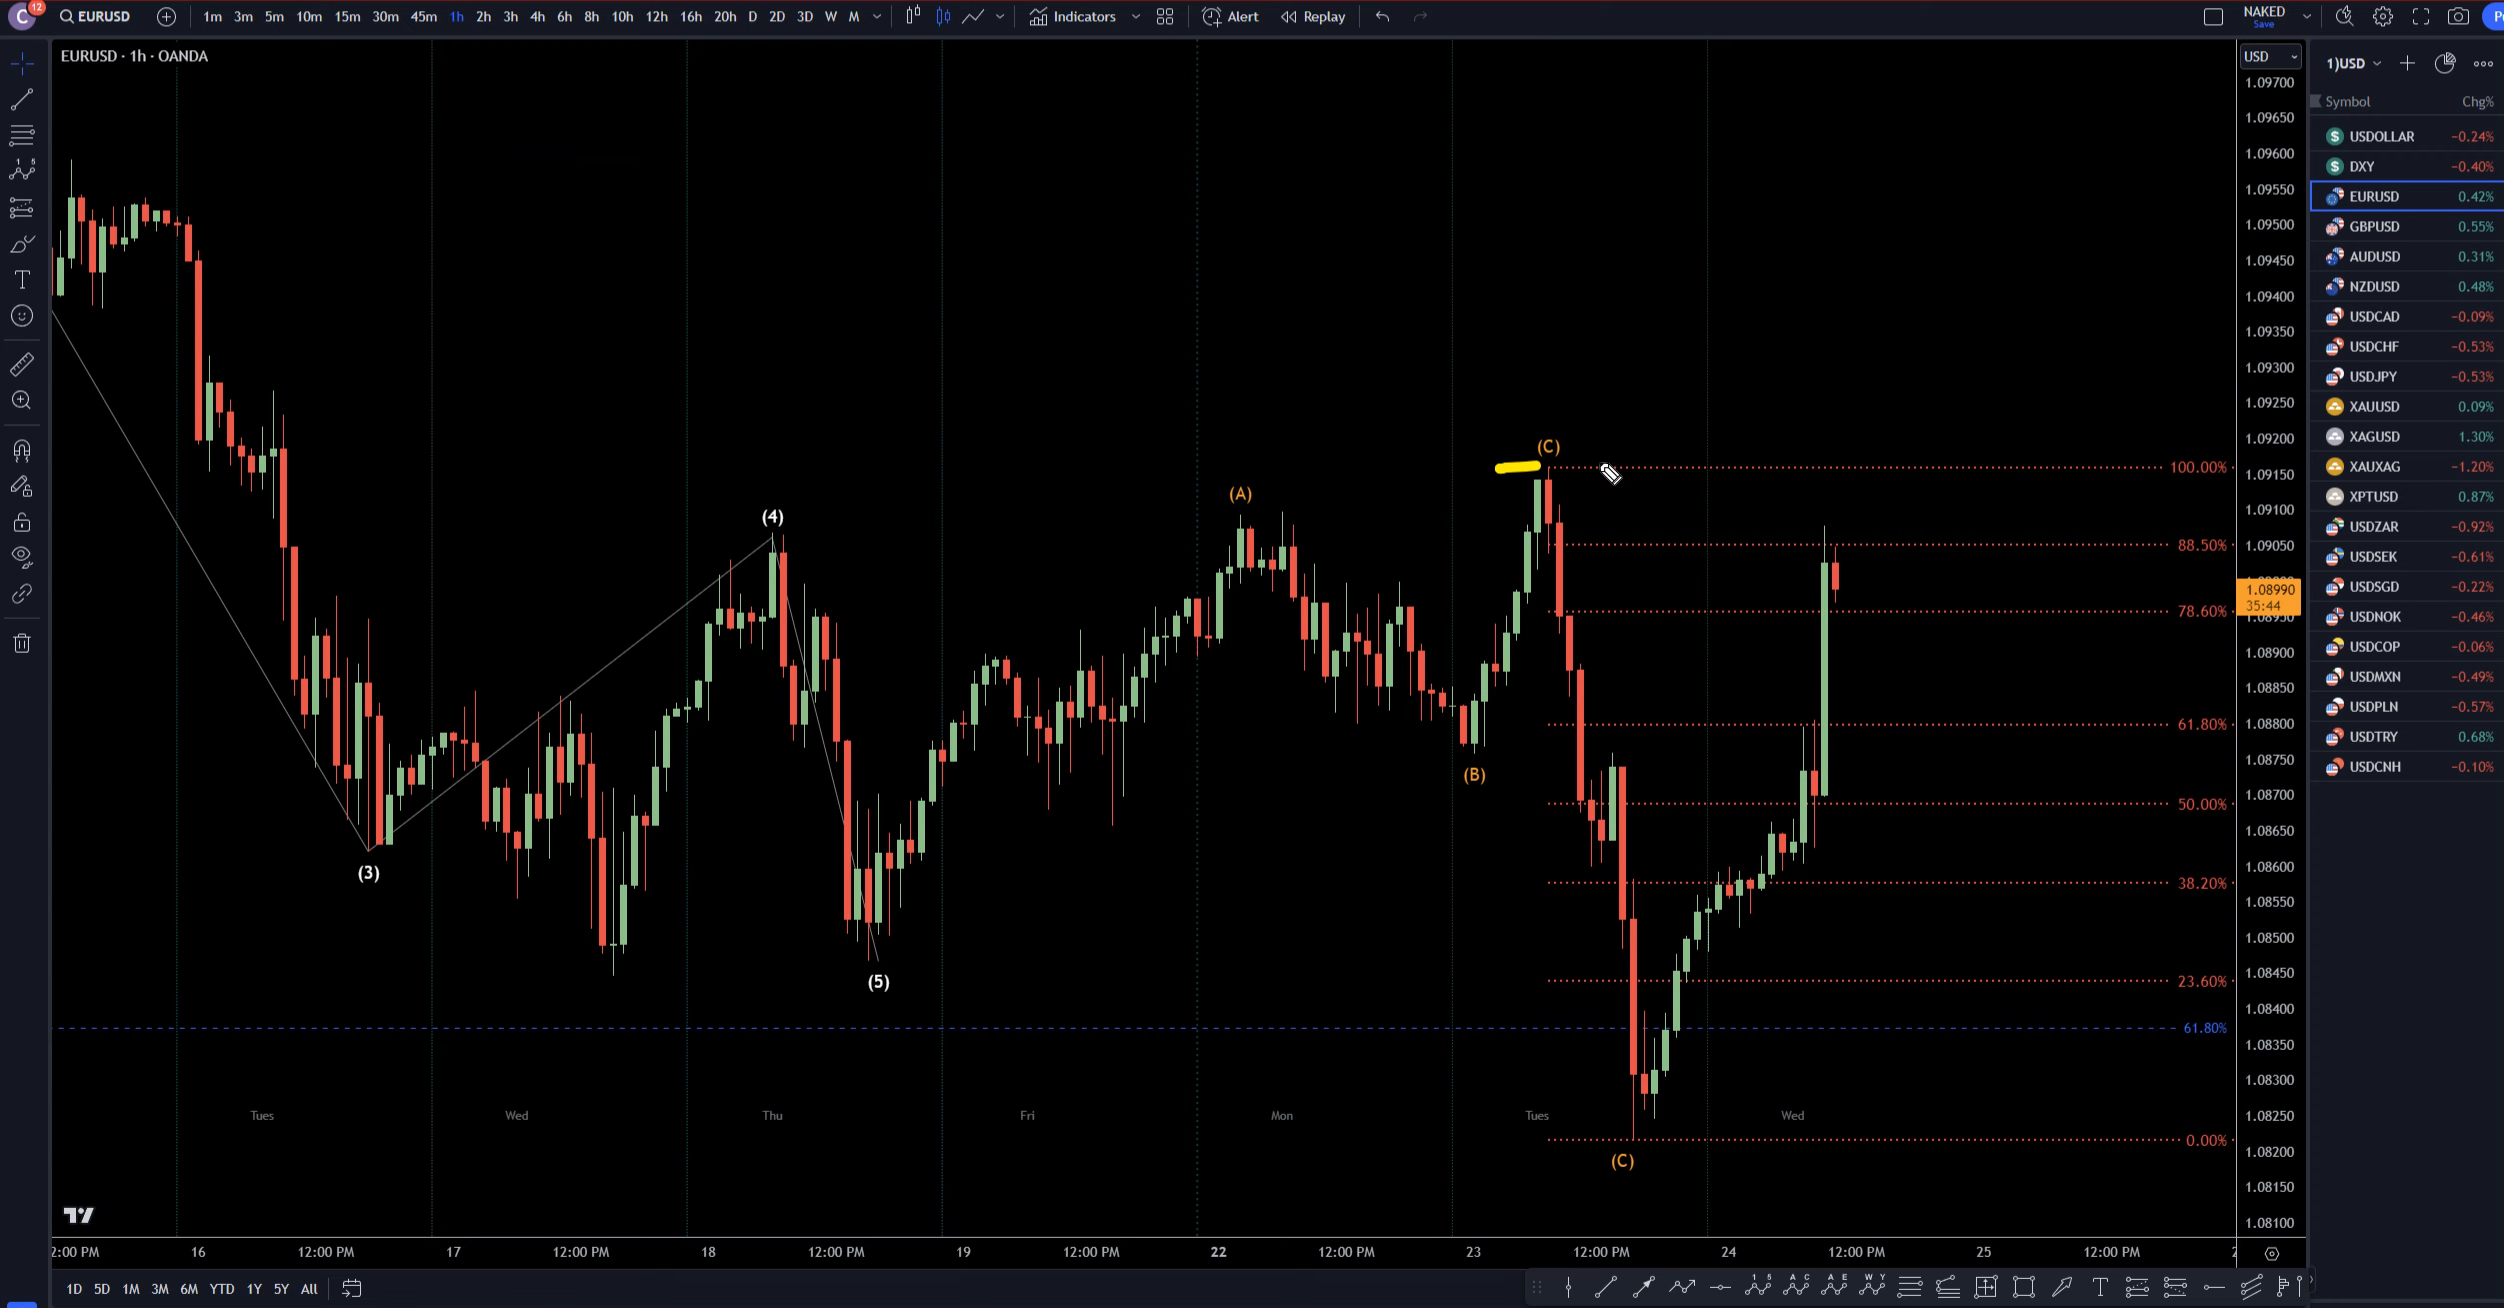 C 12 EURUSD 1m 3m 5m 10m 15m 30m 45m 1h 2h 3h 4h 6h 8h 10h 12h 16h 20h D 2D 3D W M Indicators Alert Replay NAKED
Save
EURUSD · 1h · OANDA
USD
1)USD
Symbol Chg%
1.09700
1.09650
1.09600
1.09550
1.09500
1.09450
1.09400
1.09350
1.09300
1.09250
1.09200
1.09150
1.09100
1.09050
1.08990
35:44
1.08950
1.08900
1.08850
1.08800
1.08750
1.08700
1.08650
1.08600
1.08550
1.08500
1.08450
1.08400
1.08350
1.08300
1.08250
1.08200
1.08150
1.08100
USDOLLAR −0.24%
DXY −0.40%
EURUSD 0.42%
GBPUSD 0.55%
AUDUSD 0.31%
NZDUSD 0.48%
USDCAD −0.09%
USDCHF −0.53%
USDJPY −0.53%
XAUUSD 0.09%
XAGUSD 1.30%
XAUXAG −1.20%
XPTUSD 0.87%
USDZAR −0.92%
USDSEK −0.61%
USDSGD −0.22%
USDNOK −0.46%
USDCOP −0.06%
USDMXN −0.49%
USDPLN −0.57%
USDTRY 0.68%
USDCNH −0.10%
(C)
100.00%
(A)
(4)
88.50%
78.60%
61.80%
(B)
50.00%
(3)
38.20%
23.60%
(5)
61.80%
Tues Wed Thu Fri Mon Tues Wed
0.00%
(C)
2:00 PM 16 12:00 PM 17 12:00 PM 18 12:00 PM 19 12:00 PM 22 12:00 PM 23 12:00 PM 24 12:00 PM 25 12:00 PM
1D 5D 1M 3M 6M YTD 1Y 5Y All